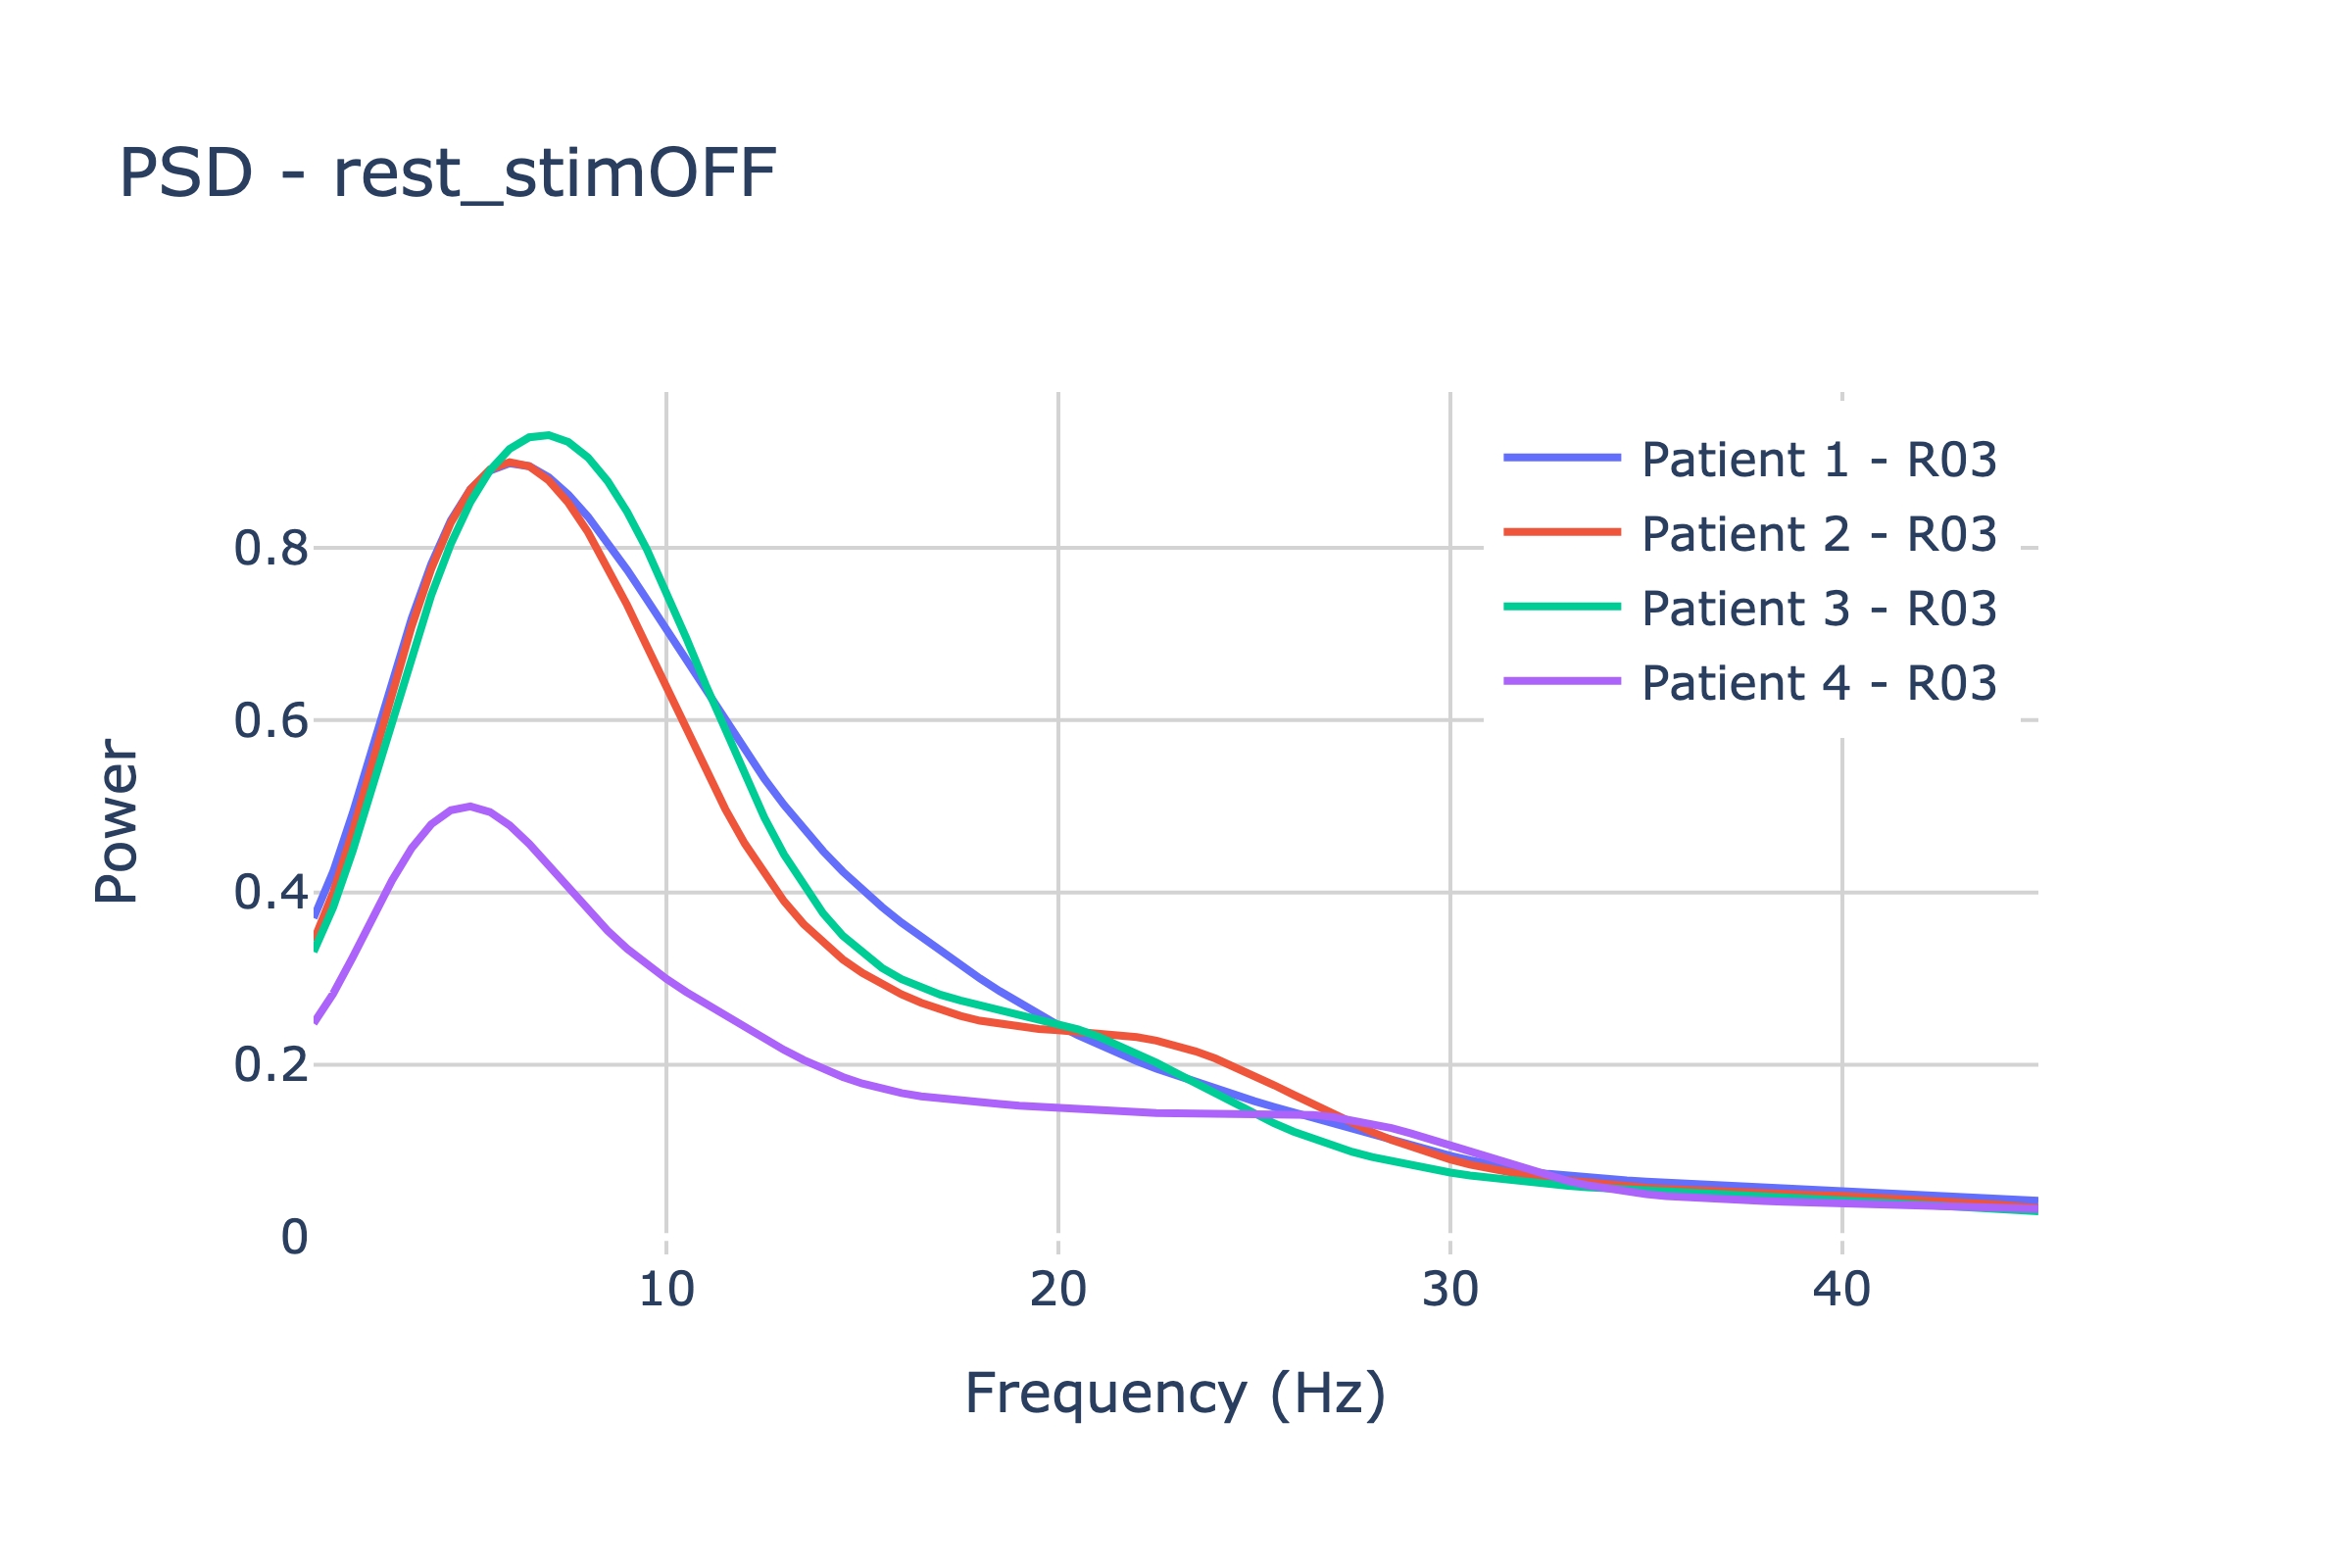 PSD - rest_stimOFF
Patient 1 - R03
Patient 2 - R03
Patient 3 - R03
Patient 4 - R03
Power
0.8
0.6
0.4
0.2
0
10
20
30
40
Frequency (Hz)